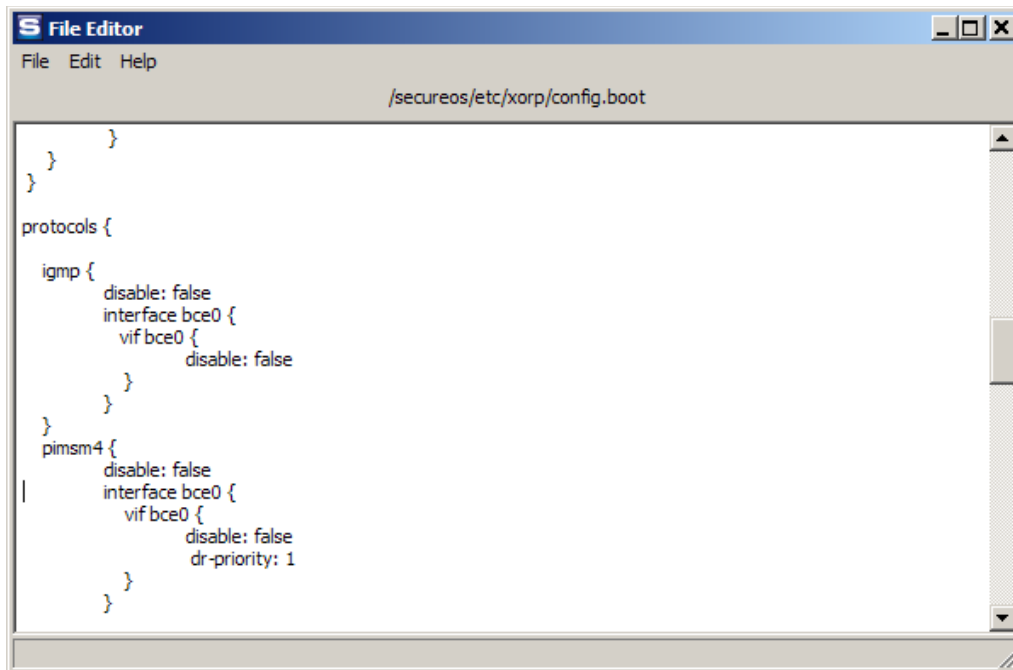 S File Editor
File Edit Help
/secureos/etc/xorp/config.boot
}
}
}
protocols {
igmp {
disable: false
interface bce0 {
vif bce0 {
disable: false
}
}
}
pimsm4 {
disable: false
interface bce0 {
vif bce0 {
disable: false
dr-priority: 1
}
}